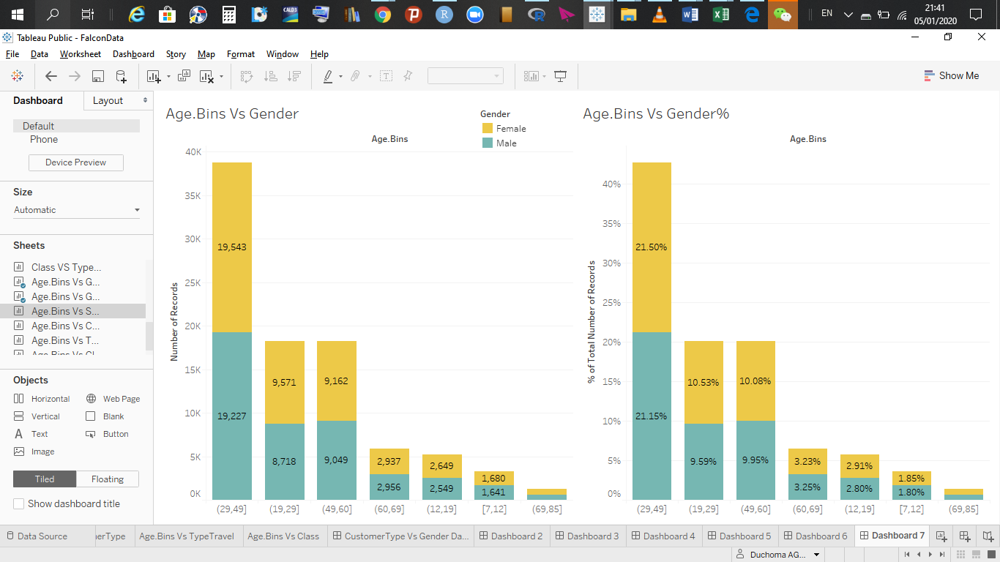 CALD3
EN
21:41
05/01/2020
Tableau Public - FalconData
File Data Worksheet Dashboard Story Map Format Window Help
Show Me
Dashboard Layout
Default
Phone
Device Preview
Size
Automatic
Sheets
Class VS Type...
Age.Bins Vs G...
Age.Bins Vs G...
Age.Bins Vs S...
Age.Bins Vs C...
Age.Bins Vs T...
Age.Bins Vs Cl...
Objects
Horizontal Web Page
Vertical Blank
Text Button
Image
Tiled Floating
Show dashboard title
Age.Bins Vs Gender
Gender
Female
Male
Age.Bins
Number of Records
40K
35K
30K
25K
20K
15K
10K
5K
0K
19,543
19,227
9,571
8,718
9,162
9,049
2,937
2,956
2,649
2,549
1,680
1,641
(29,49] (19,29] (49,60] (60,69] (12,19] [7,12] (69,85]
Age.Bins Vs Gender%
Age.Bins
% of Total Number of Records
40%
35%
30%
25%
20%
15%
10%
5%
0%
21.50%
21.15%
10.53%
9.59%
10.08%
9.95%
3.23%
3.25%
2.91%
2.80%
1.85%
1.80%
(29,49] (19,29] (49,60] (60,69] (12,19] [7,12] (69,85]
Data Source erType Age.Bins Vs TypeTravel Age.Bins Vs Class CustomerType Vs Gender Da... Dashboard 2 Dashboard 3 Dashboard 4 Dashboard 5 Dashboard 6 Dashboard 7
Duchoma AG...